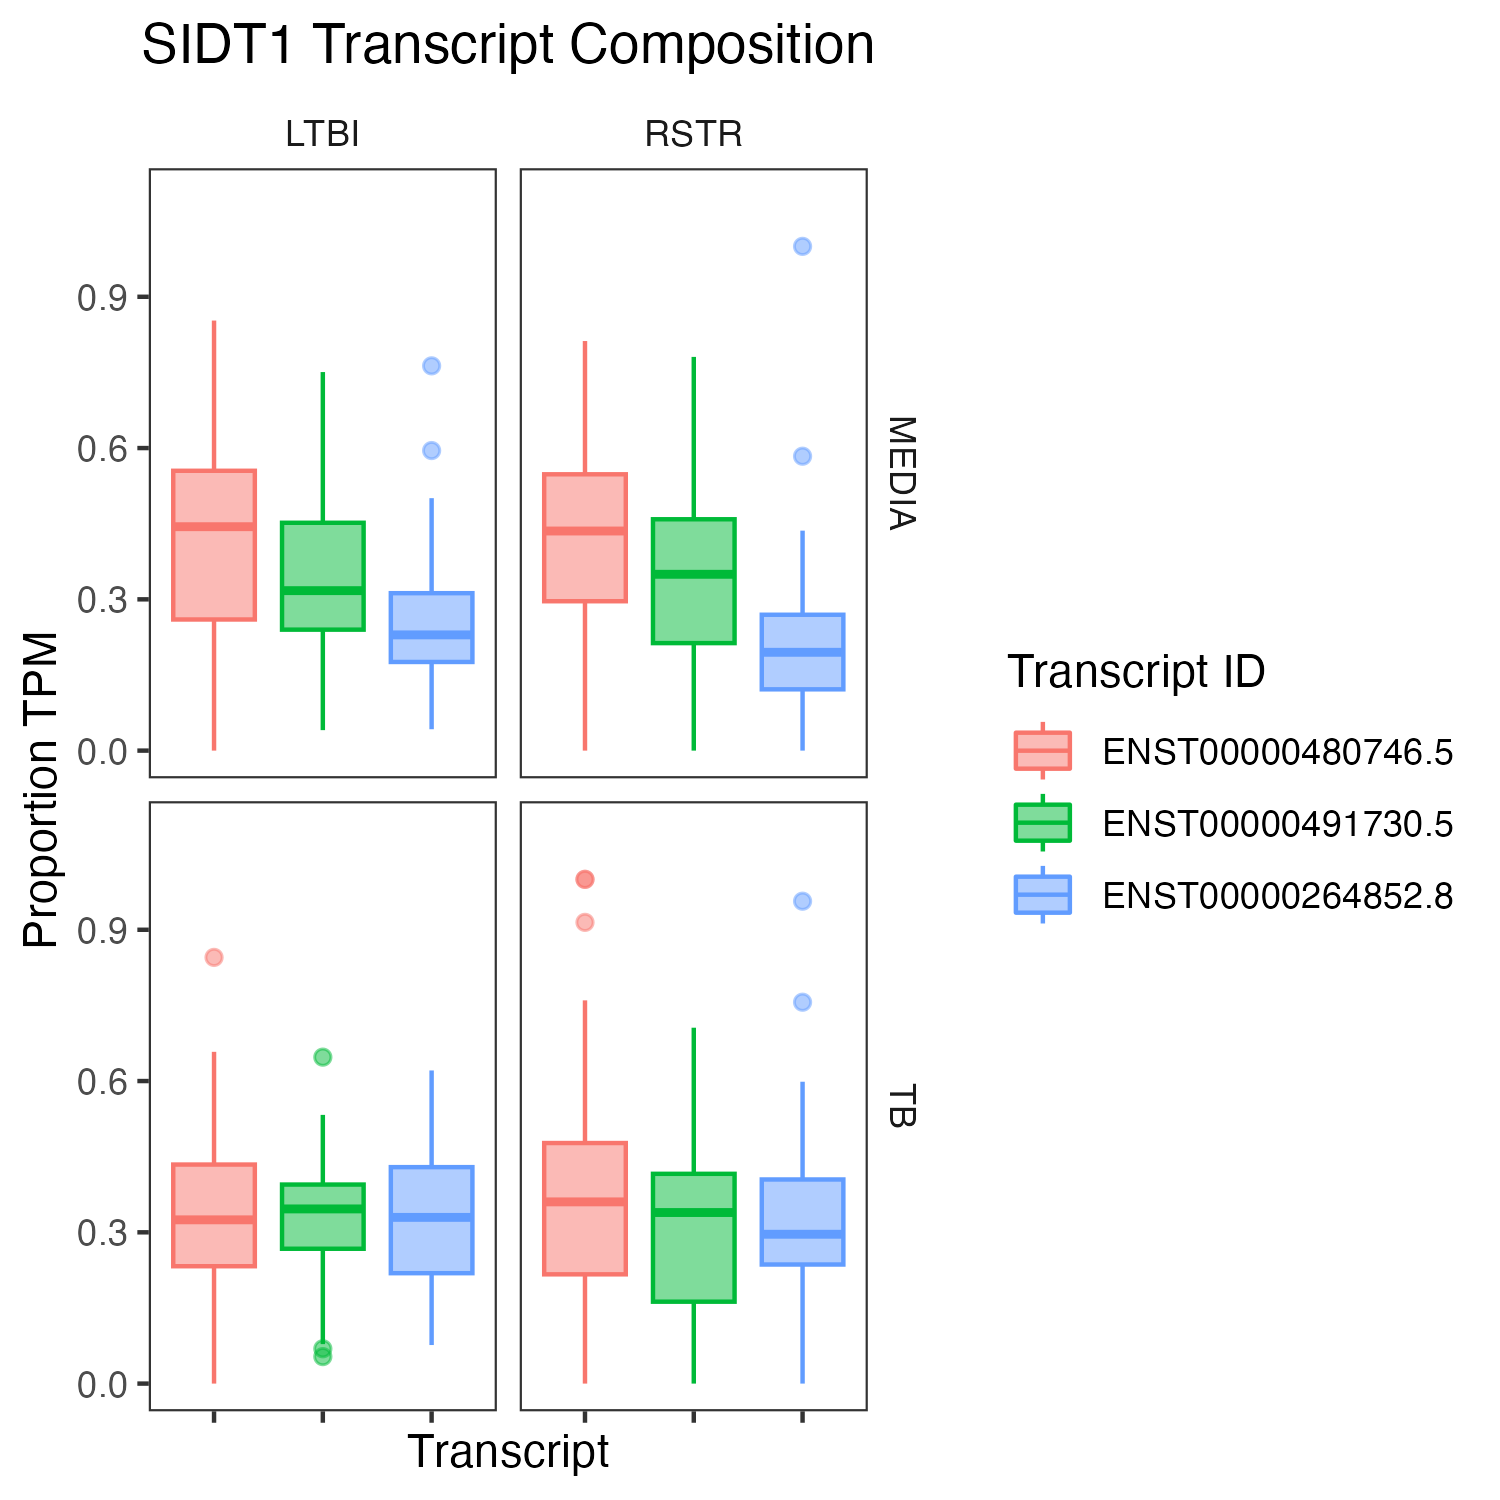 SIDT1 Transcript Composition
LTBI
RSTR
0.9
0.6
0.3
0.0
MEDIA
0.9
0.6
0.3
0.0
TB
Proportion TPM
Transcript
Transcript ID
ENST00000480746.5
ENST00000491730.5
ENST00000264852.8